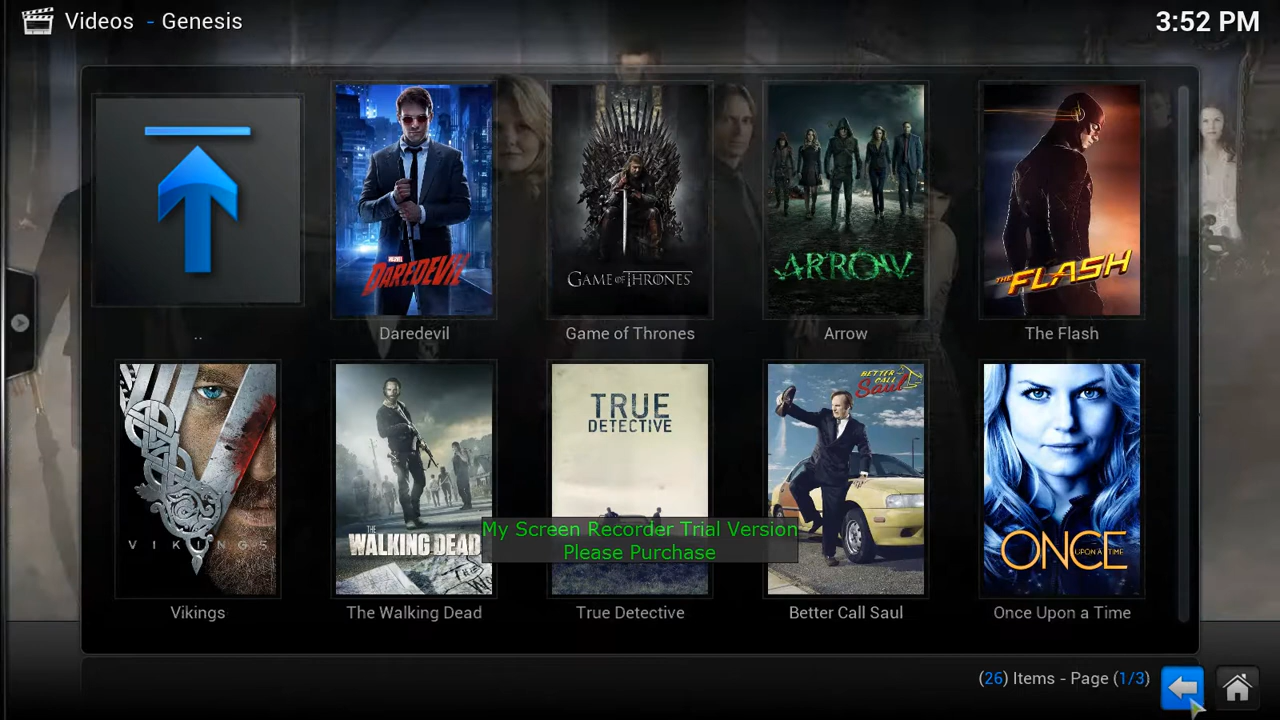 Videos - Genesis
3:52 PM
MARVEL
DAREDEVIL
GAME OF THRONES
ARROW
THE FLASH
..
Daredevil
Game of Thrones
Arrow
The Flash
VIKINGS
THE
WALKING DEAD
TRUE
DETECTIVE
BETTER
CALL
Saul
ONCE
UPON A TIME
My Screen Recorder Trial Version
Please Purchase
Vikings
The Walking Dead
True Detective
Better Call Saul
Once Upon a Time
(26) Items - Page (1/3)